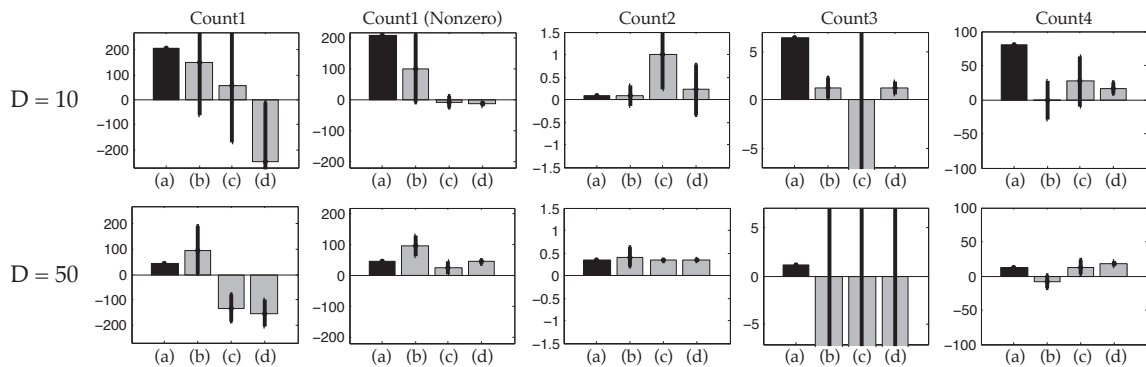 Count1 Count1 (Nonzero) Count2 Count3 Count4
D = 10
200 100 0 −100 −200
200 100 0 −100 −200
1.5 1 0.5 0 −0.5 −1 −1.5
5 0 −5
100 50 0 −50 −100
(a) (b) (c) (d) (a) (b) (c) (d) (a) (b) (c) (d) (a) (b) (c) (d) (a) (b) (c) (d)
D = 50
200 100 0 −100 −200
200 100 0 −100 −200
1.5 1 0.5 0 −0.5 −1 −1.5
5 0 −5
100 50 0 −50 −100
(a) (b) (c) (d) (a) (b) (c) (d) (a) (b) (c) (d) (a) (b) (c) (d) (a) (b) (c) (d)